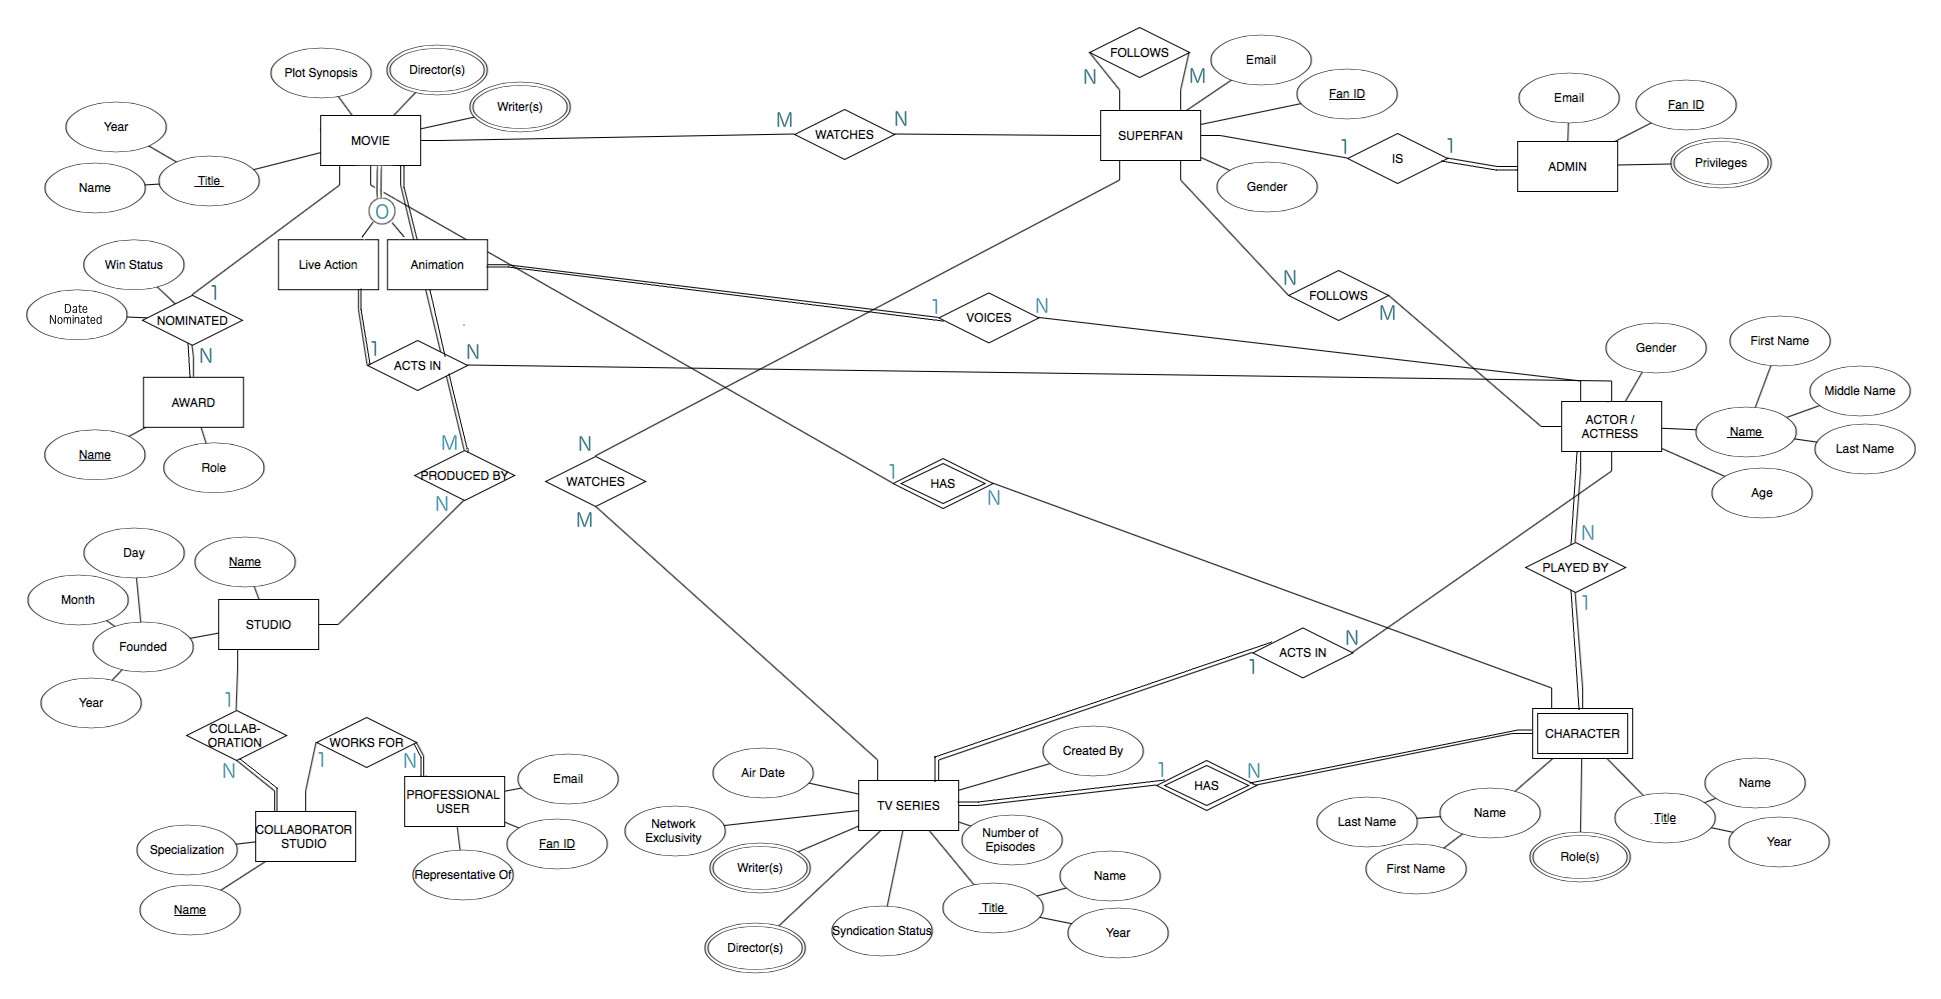 FOLLOWS
N
M
Email
Fan ID
Plot Synopsis
Director(s)
Writer(s)
Year
Name
Title
MOVIE
M
WATCHES
N
SUPERFAN
Gender
1
IS
1
ADMIN
Email
Fan ID
Privileges
O
Live Action
Animation
Win Status
Date
Nominated
1
NOMINATED
N
AWARD
Name
Role
1
VOICES
N
N
FOLLOWS
M
1
ACTS IN
N
Gender
First Name
Middle Name
Last Name
Name
Age
ACTOR /
ACTRESS
M
PRODUCED BY
N
N
WATCHES
M
1
HAS
N
N
PLAYED BY
1
Day
Name
Month
Founded
Year
STUDIO
1
COLLAB-
ORATION
N
1
WORKS FOR
N
PROFESSIONAL
USER
Email
Fan ID
Representative Of
COLLABORATOR
STUDIO
Specialization
Name
ACTS IN
N
1
Air Date
Created By
TV SERIES
Network
Exclusivity
Writer(s)
Director(s)
Syndication Status
Number of
Episodes
Title
Name
Year
1
HAS
N
CHARACTER
Last Name
Name
First Name
Role(s)
Title
Name
Year